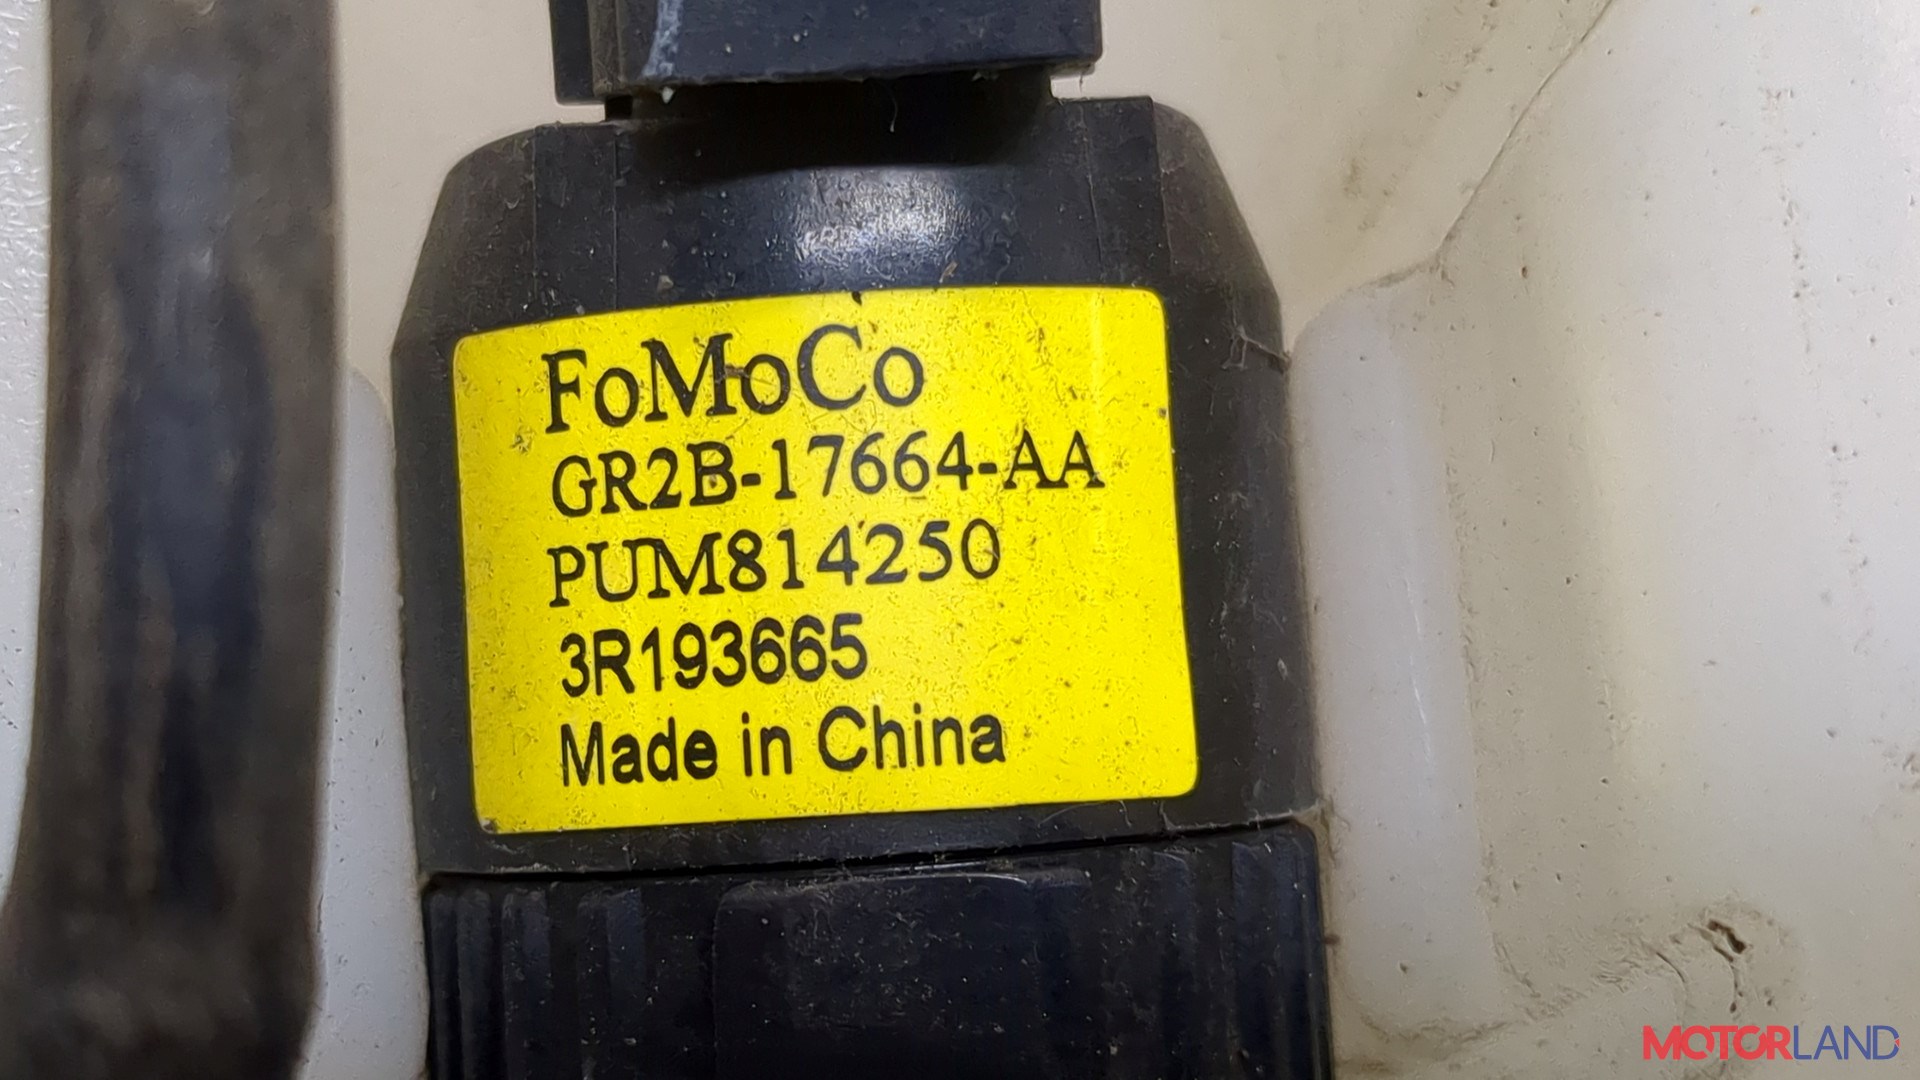 FoMoCo
GR2B-17664-AA
PUM814250
3R193665
Made in China
MOTORLAND